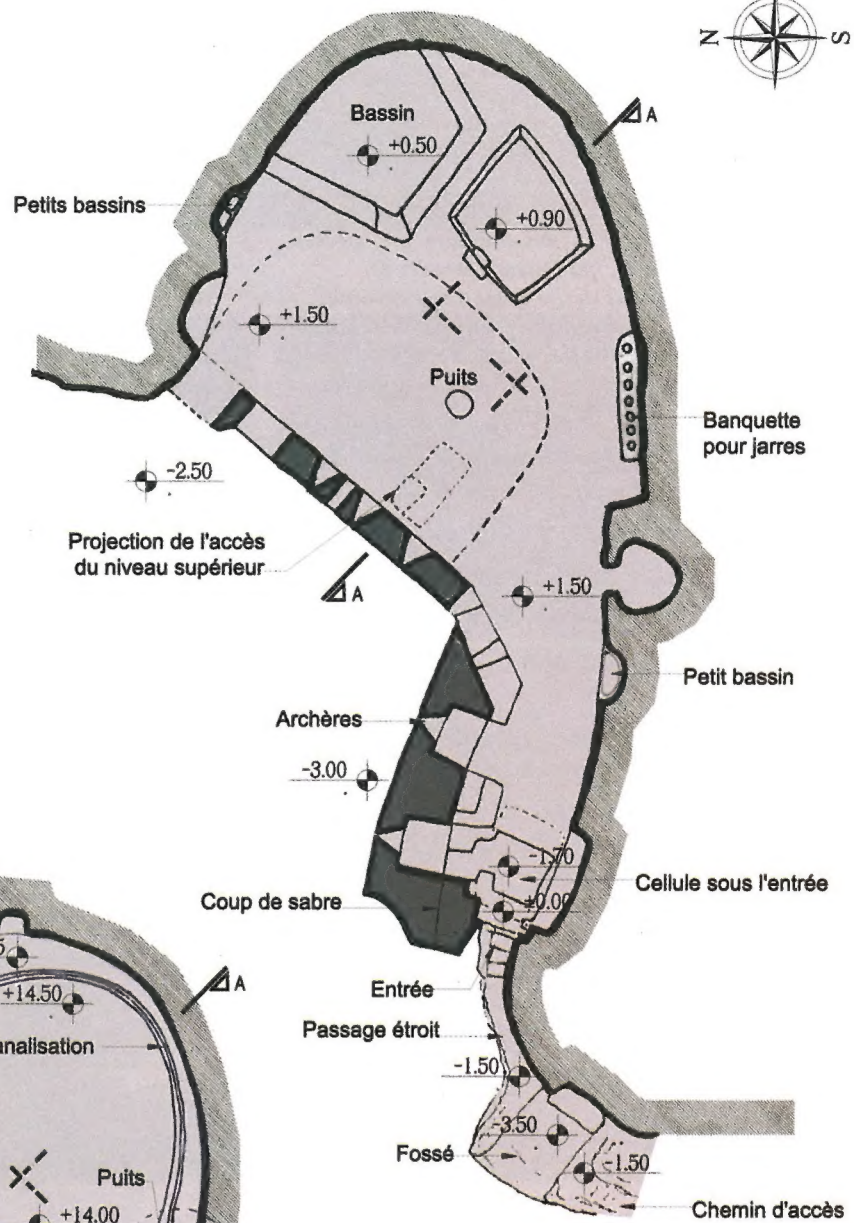 N
S
A
Bassin
+0.50
Petits bassins
+0.90
+1.50
Puits
Banquette
pour jarres
-2.50
Projection de l'accès
du niveau supérieur
A
+1.50
Petit bassin
Archères
-3.00
-1.70
Cellule sous l'entrée
Coup de sabre
±0.00
Entrée
Passage étroit
-1.50
-3.50
Fossé
-1.50
Chemin d'accès
A
+14.50
Puits
+14.00